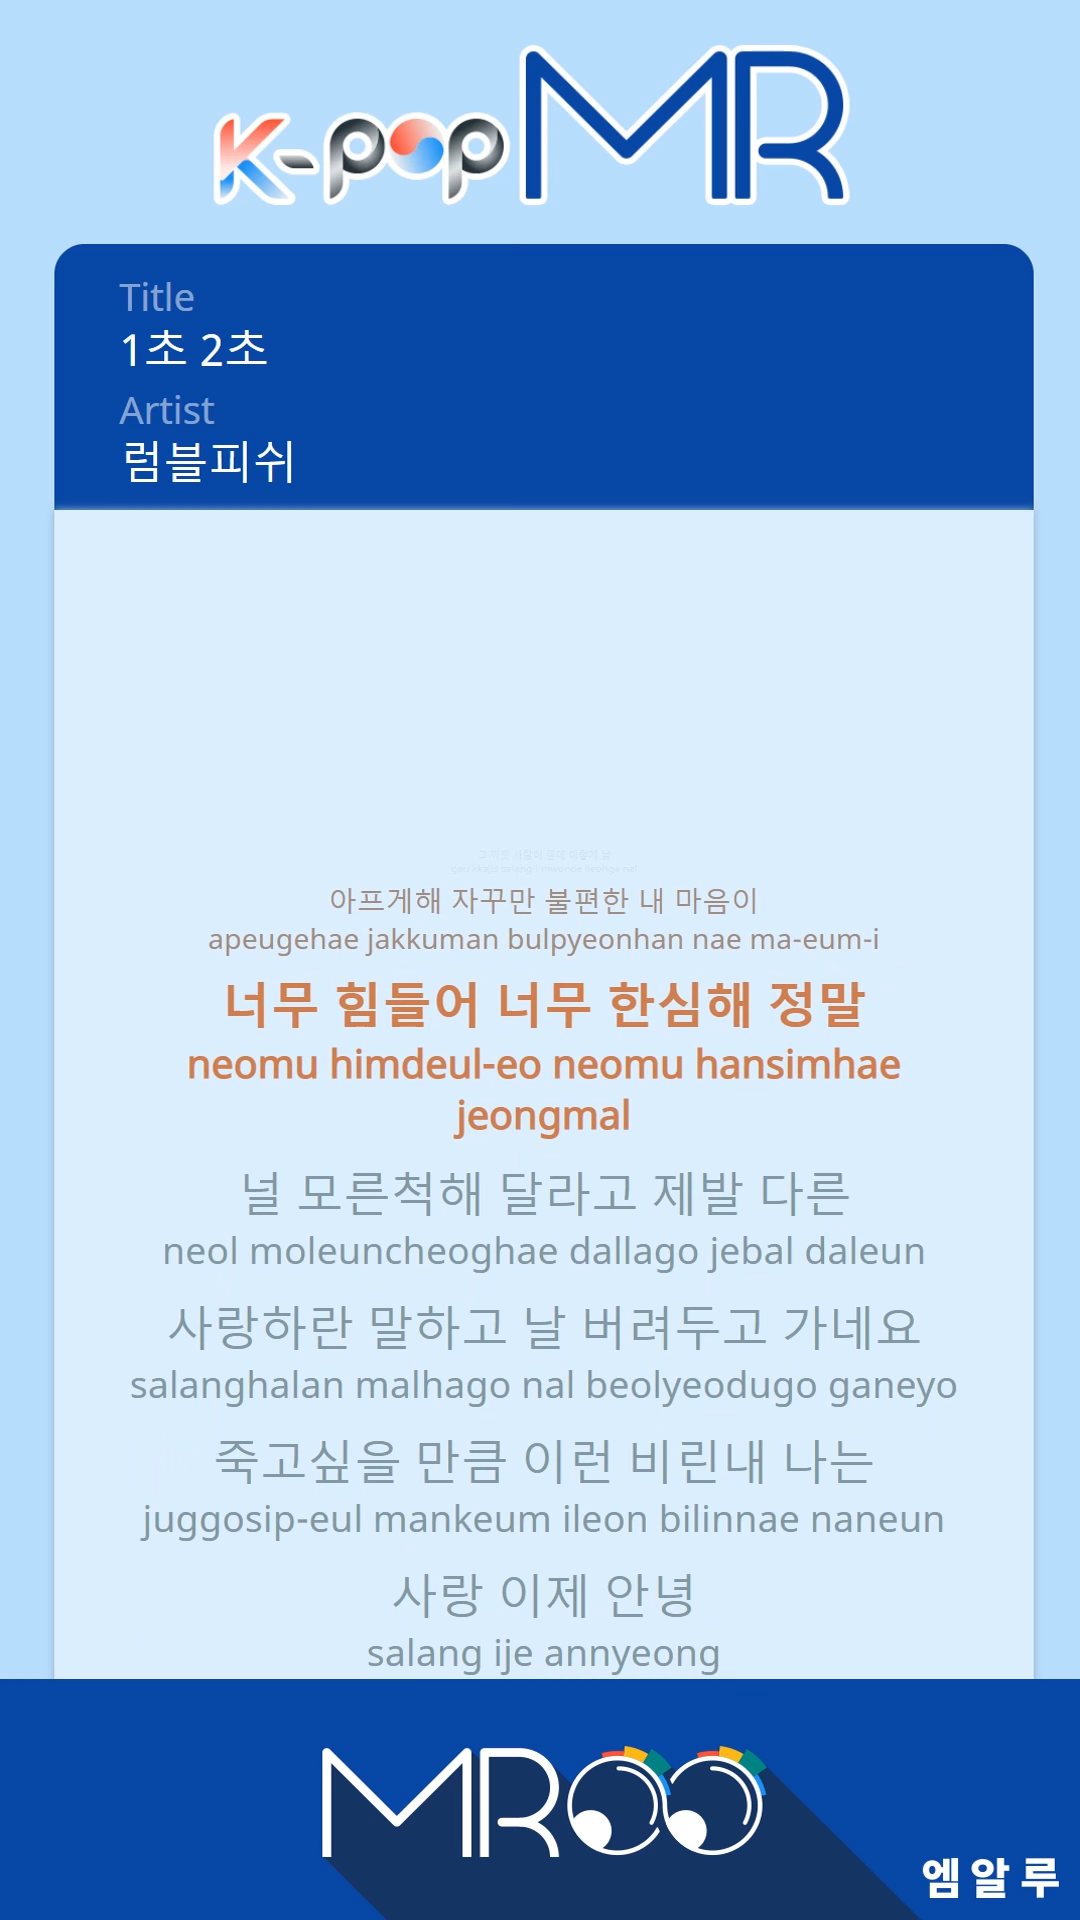 K-pop MR
Title
1초 2초
Artist
럼블피쉬
아프게해 자꾸만 불편한 내 마음이
apeugehae jakkuman bulpyeonhan nae ma-eum-i
너무 힘들어 너무 한심해 정말
neomu himdeul-eo neomu hansimhae
jeongmal
널 모른척해 달라고 제발 다른
neol moleuncheoghae dallago jebal daleun
사랑하란 말하고 날 버려두고 가네요
salanghalan malhago nal beolyeodugo ganeyo
죽고싶을 만큼 이런 비린내 나는
juggosip-eul mankeum ileon bilinnae naneun
사랑 이제 안녕
salang ije annyeong
MROO
엠알루